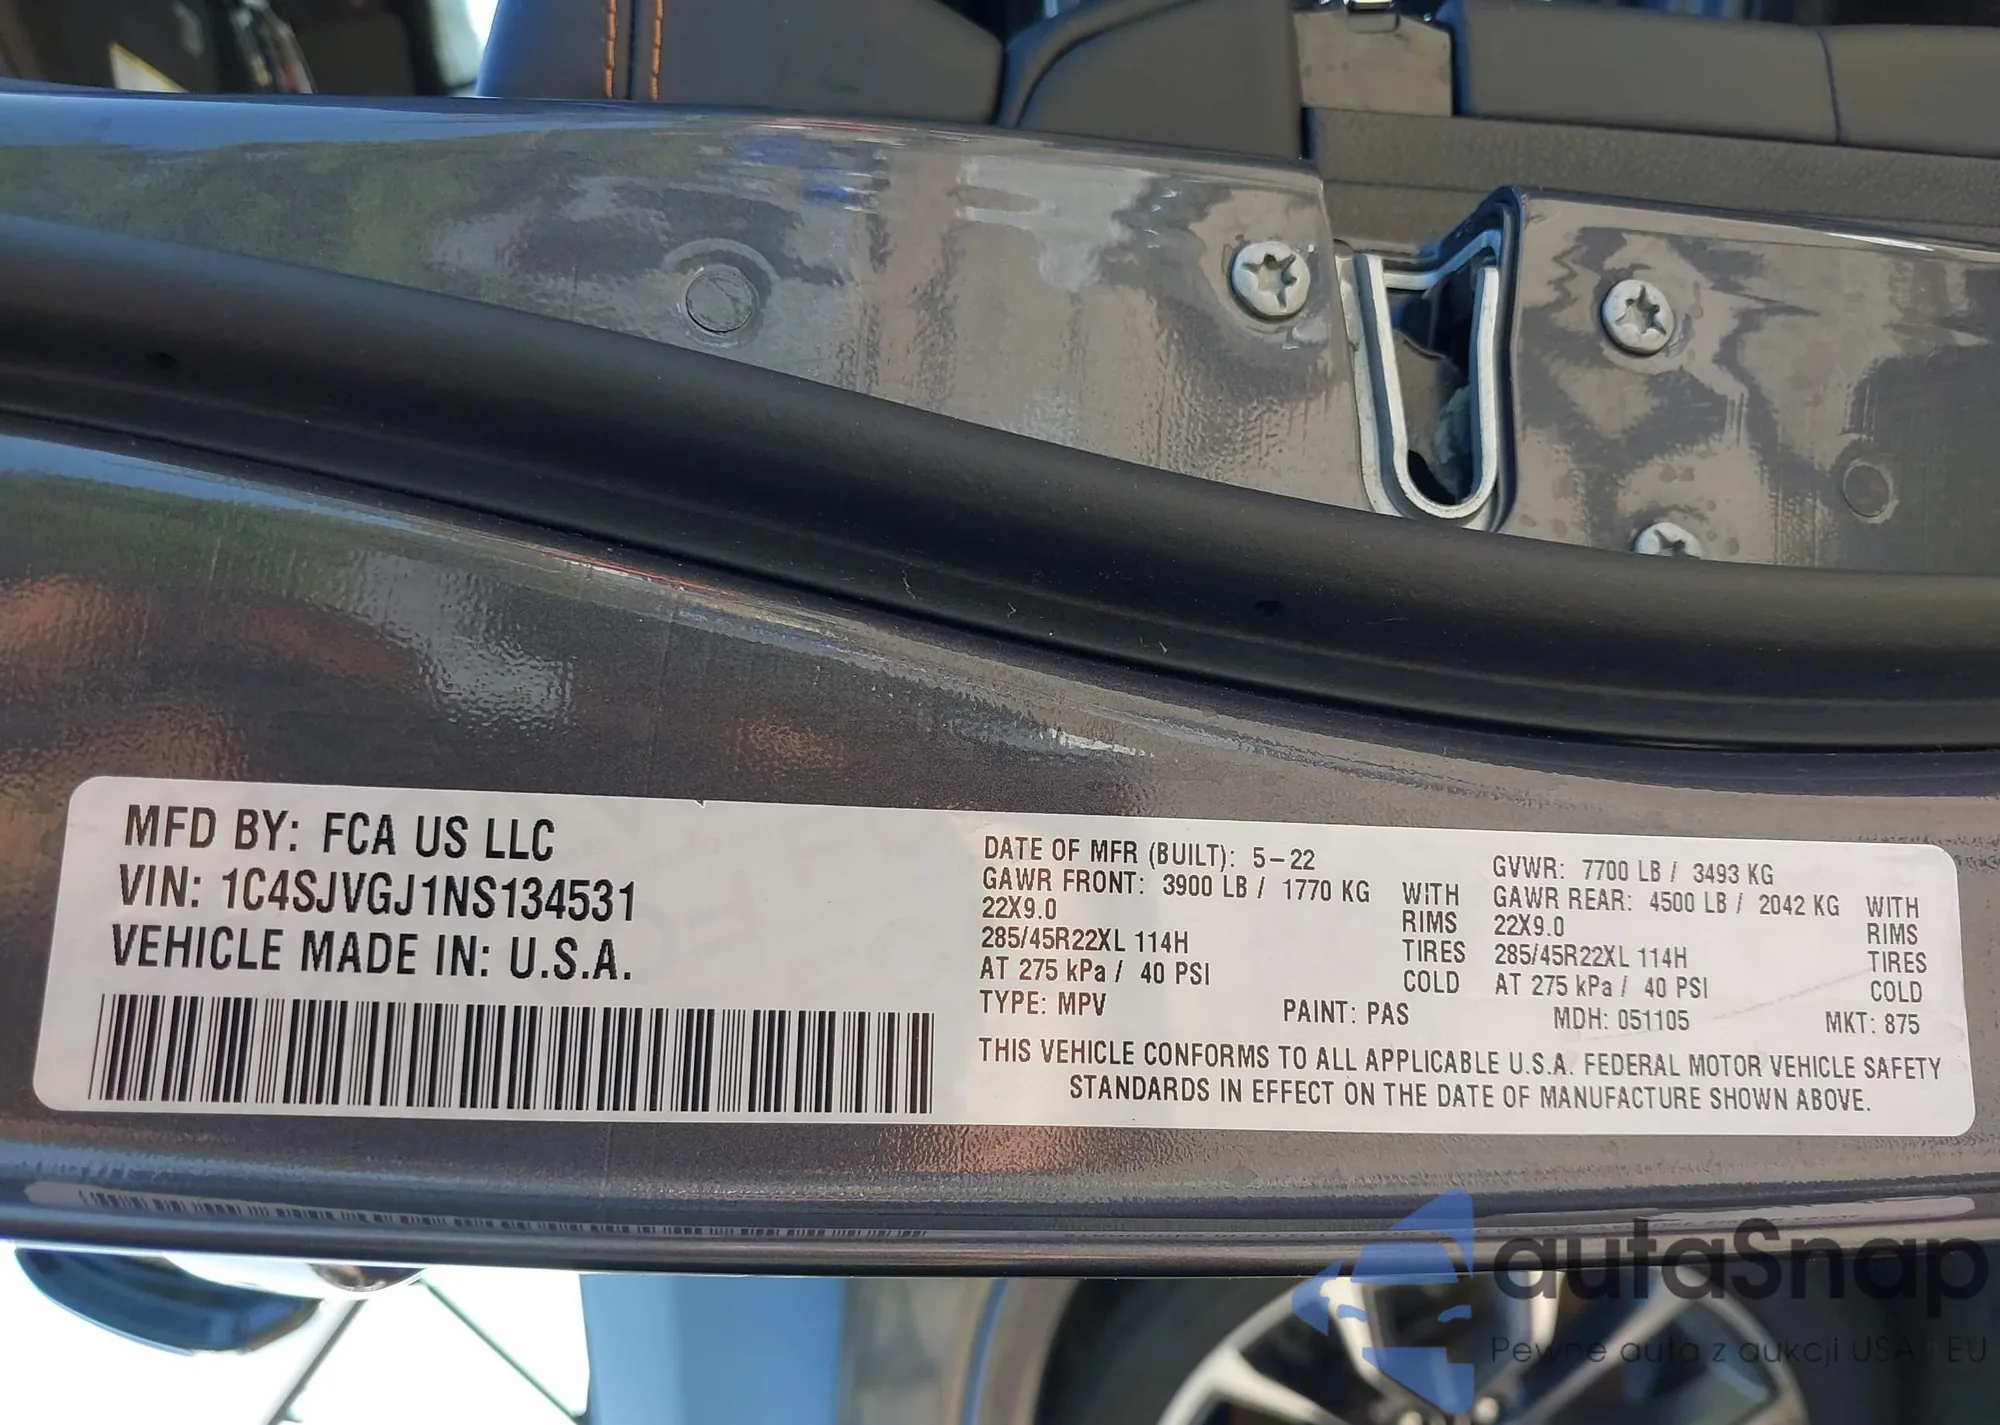 MFD BY: FCA US LLC
VIN: 1C4SJVGJ1NS134531
VEHICLE MADE IN: U.S.A.
DATE OF MFR (BUILT): 5-22
GAWR FRONT: 3900 LB / 1770 KG WITH
22X9.0 RIMS
285/45R22XL 114H TIRES
AT 275 kPa / 40 PSI COLD
GVWR: 7700 LB / 3493 KG
GAWR REAR: 4500 LB / 2042 KG WITH
22X9.0 RIMS
285/45R22XL 114H TIRES
AT 275 kPa / 40 PSI COLD
TYPE: MPV PAINT: PAS MDH: 051105 MKT: 875
THIS VEHICLE CONFORMS TO ALL APPLICABLE U.S.A. FEDERAL MOTOR VEHICLE SAFETY
STANDARDS IN EFFECT ON THE DATE OF MANUFACTURE SHOWN ABOVE.
autaSnap
Pewne auta z aukcji USA i EU